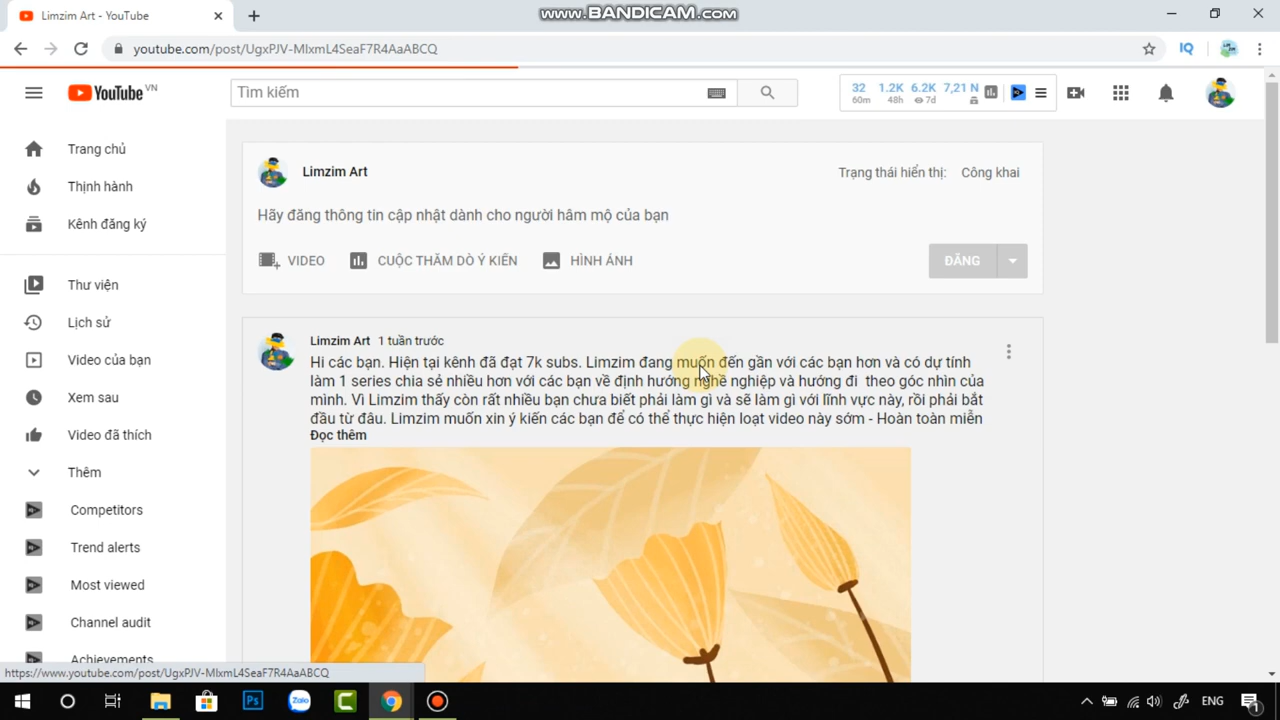 Limzim Art - YouTube
www.BANDICAM.com
youtube.com/post/UgxPJV-MlxmL4SeaF7R4AaABCQ
IQ
YouTube VN
Tìm kiếm
32 1.2K 6.2K 7,21 N
60m 48h 7d
Trang chủ
Thịnh hành
Kênh đăng ký
Thư viện
Lịch sử
Video của bạn
Xem sau
Video đã thích
Thêm
Competitors
Trend alerts
Most viewed
Channel audit
Achievements
Limzim Art
Trạng thái hiển thị: Công khai
Hãy đăng thông tin cập nhật dành cho người hâm mộ của bạn
VIDEO
CUỘC THĂM DÒ Ý KIẾN
HÌNH ẢNH
ĐĂNG
Limzim Art 1 tuần trước
Hi các bạn. Hiện tại kênh đã đạt 7k subs. Limzim đang muốn đến gần với các bạn hơn và có dự tính
làm 1 series chia sẻ nhiều hơn với các bạn về định hướng nghề nghiệp và hướng đi theo góc nhìn của
mình. Vì Limzim thấy còn rất nhiều bạn chưa biết phải làm gì và sẽ làm gì với lĩnh vực này, rồi phải bắt
đầu từ đâu. Limzim muốn xin ý kiến các bạn để có thể thực hiện loạt video này sớm - Hoàn toàn miễn
Đọc thêm
https://www.youtube.com/post/UgxPJV-MlxmL4SeaF7R4AaABCQ
Ps
Zalo
C
ENG
1